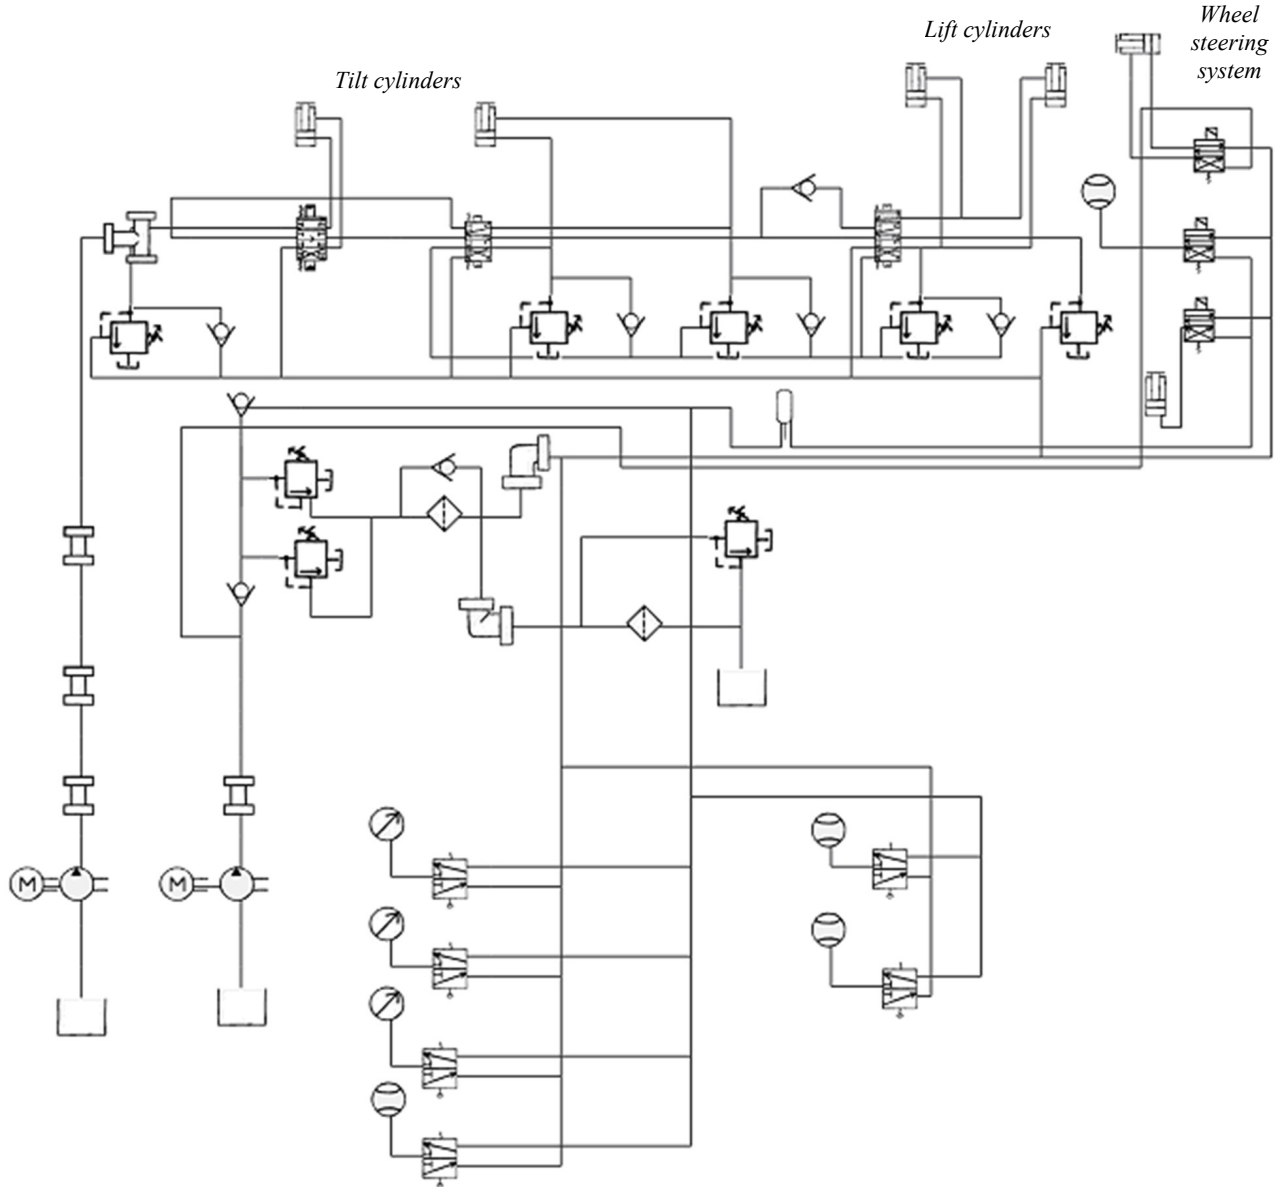 Wheel
steering
system
Lift cylinders
Tilt cylinders
M
M